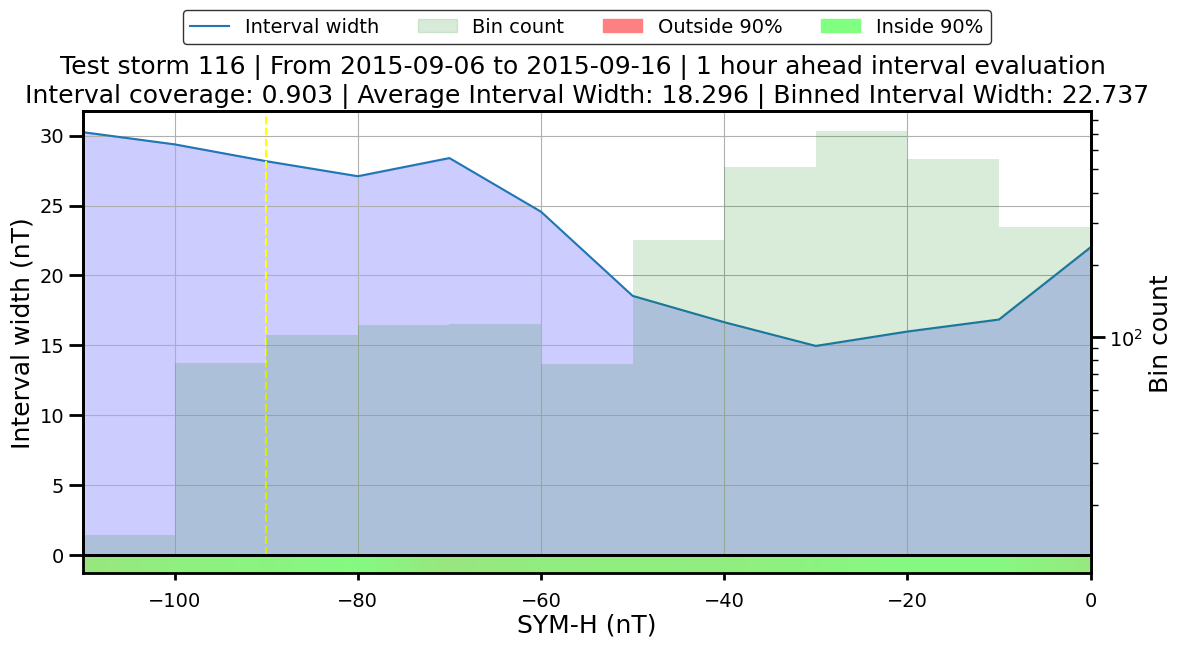 Interval width Bin count Outside 90% Inside 90%
Test storm 116 | From 2015-09-06 to 2015-09-16 | 1 hour ahead interval evaluation
Interval coverage: 0.903 | Average Interval Width: 18.296 | Binned Interval Width: 22.737
Interval width (nT)
30
25
20
15
10
5
0
10²
Bin count
−100 −80 −60 −40 −20 0
SYM-H (nT)